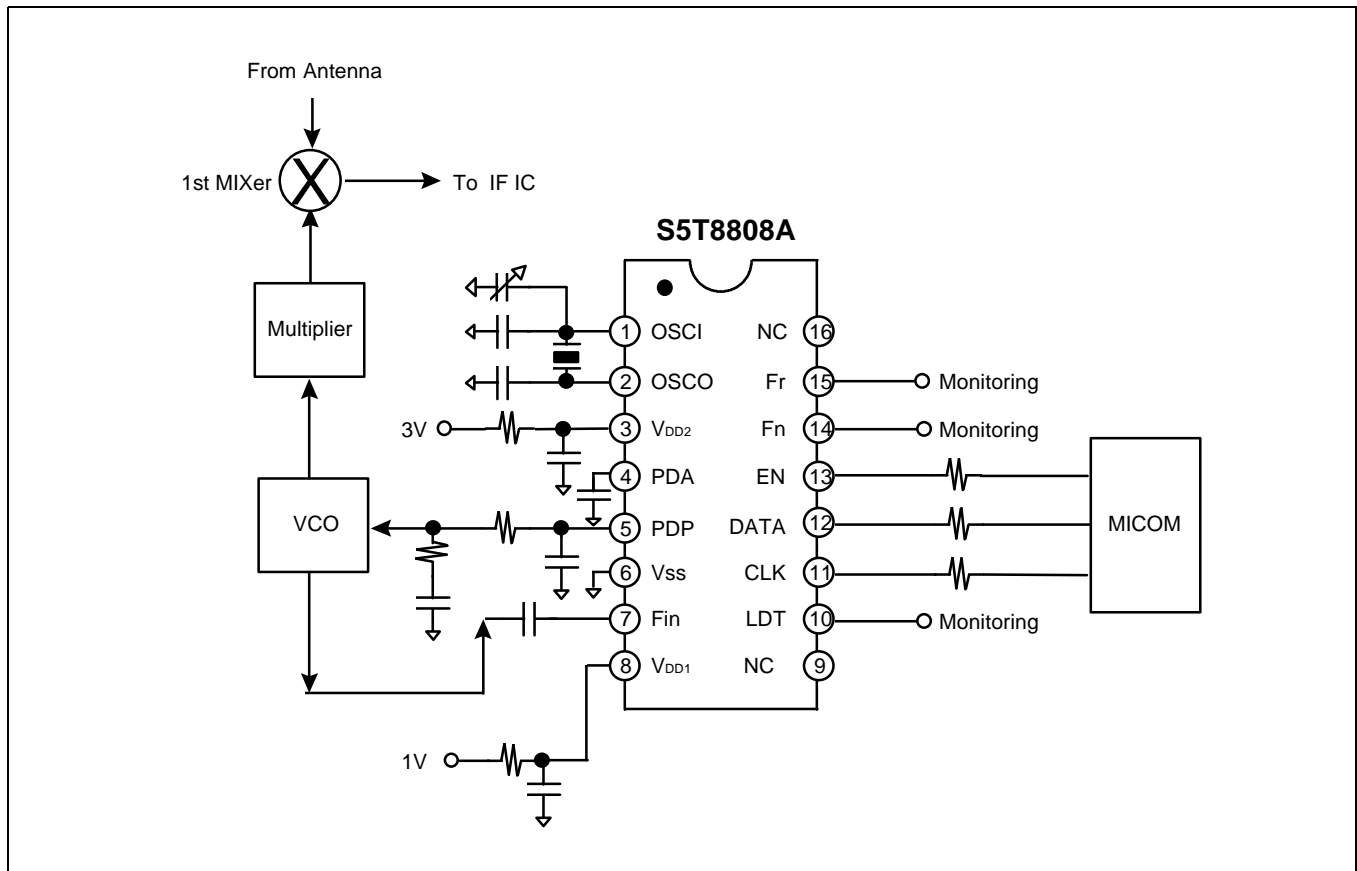 From Antenna
1st MIXer
X
To IF IC
S5T8808A
Multiplier
1 OSCI NC 16
2 OSCO Fr 15 Monitoring
3V 3 VDD2 Fn 14 Monitoring
4 PDA EN 13
VCO 5 PDP DATA 12 MICOM
6 Vss CLK 11
7 Fin LDT 10 Monitoring
8 VDD1 NC 9
1V